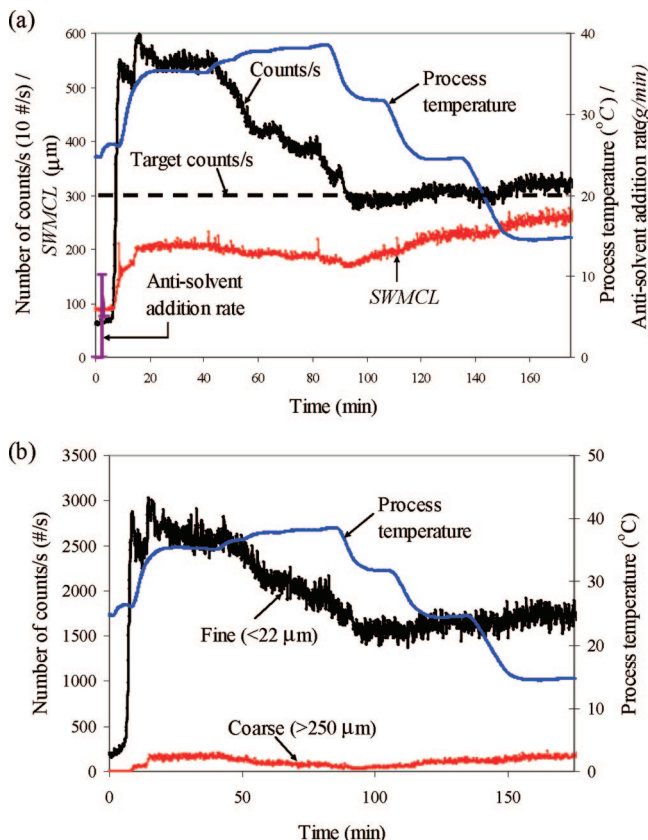 (a)
Number of counts/s (10 #/s) /
SWMCL (μm)
600
500
400
300
200
100
0
Counts/s
Process
temperature
Target counts/s
Anti-solvent
addition rate
SWMCL
40
30
20
10
0
Process temperature (°C) /
Anti-solvent addition rate(g/min)
0
20
40
60
80
100
120
140
160
Time (min)
(b)
Number of counts/s (#/s)
3500
3000
2500
2000
1500
1000
500
0
Process
temperature
Fine (<22 μm)
Coarse (>250 μm)
50
40
30
20
10
0
Process temperature (°C)
0
50
100
150
Time (min)